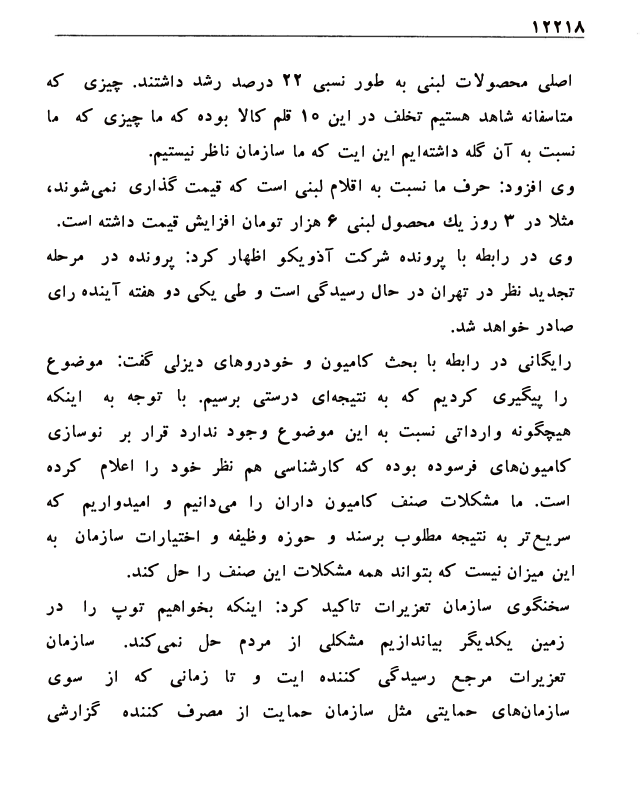 ۱۲۲۱۸
اصلی محصولات لبنی به طور نسبی ۲۲ درصد رشد داشتند. چیزی که
متاسفانه شاهد هستیم تخلف در این ۱۰ قلم کالا بوده که ما چیزی که ما
نسبت به آن گله داشته‌ایم این ایت که ما سازمان ناظر نیستیم.
وی افزود: حرف ما نسبت به اقلام لبنی است که قیمت گذاری نمی‌شوند،
مثلا در ۳ روز یك محصول لبنی ۶ هزار تومان افزایش قیمت داشته است.
وی در رابطه با پرونده شرکت آذویکو اظهار کرد: پرونده در مرحله
تجدید نظر در تهران در حال رسیدگی است و طی یکی دو هفته آینده رای
صادر خواهد شد.
رایگانی در رابطه با بحث کامیون و خودروهای دیزلی گفت: موضوع
را پیگیری کردیم که به نتیجه‌ای درستی برسیم. با توجه به اینکه
هیچگونه وارداتی نسبت به این موضوع وجود ندارد قرار بر نوسازی
کامیون‌های فرسوده بوده که کارشناسی هم نظر خود را اعلام کرده
است. ما مشکلات صنف کامیون داران را می‌دانیم و امیدواریم که
سریع‌تر به نتیجه مطلوب برسند و حوزه وظیفه و اختیارات سازمان به
این میزان نیست که بتواند همه مشکلات این صنف را حل کند.
سخنگوی سازمان تعزیرات تاکید کرد: اینکه بخواهیم توپ را در
زمین یکدیگر بیاندازیم مشکلی از مردم حل نمی‌کند. سازمان
تعزیرات مرجع رسیدگی کننده ایت و تا زمانی که از سوی
سازمان‌های حمایتی مثل سازمان حمایت از مصرف کننده گزارشی